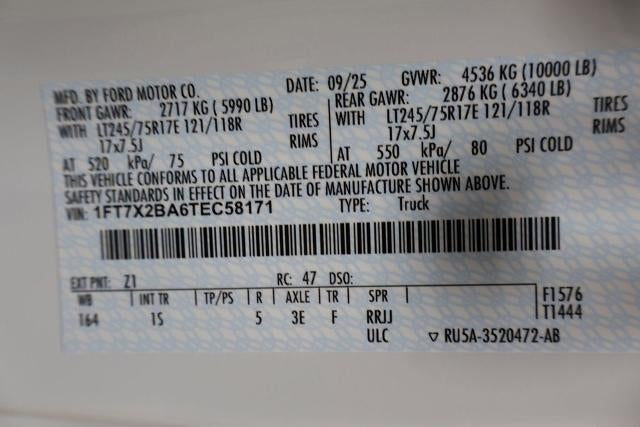 MFD. BY FORD MOTOR CO. DATE: 09/25 GVWR: 4536 KG (10000 LB)
FRONT GAWR: 2717 KG (5990 LB) REAR GAWR: 2876 KG (6340 LB)
WITH LT245/75R17E 121/118R TIRES WITH LT245/75R17E 121/118R TIRES
17x7.5J RIMS 17x7.5J RIMS
AT 520 kPa/ 75 PSI COLD AT 550 kPa/ 80 PSI COLD
THIS VEHICLE CONFORMS TO ALL APPLICABLE FEDERAL MOTOR VEHICLE
SAFETY STANDARDS IN EFFECT ON THE DATE OF MANUFACTURE SHOWN ABOVE.
VIN: 1FT7X2BA6TEC58171 TYPE: Truck
EXT PNT: Z1 RC: 47 DSO:
WB INT TR TP/PS R AXLE TR SPR F1576
164 1S 5 3E F RRJJ T1444
ULC ▽ RU5A-3520472-AB